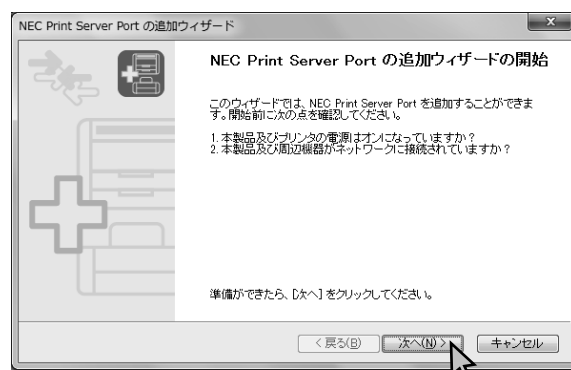 NEC Print Server Port の追加ウィザード
NEC Print Server Port の追加ウィザードの開始
このウィザードでは、NEC Print Server Port を追加することができま
す。開始前に次の点を確認してください。
1. 本製品及びプリンタの電源はオンになっていますか？
2. 本製品及び周辺機器がネットワークに接続されていますか？
準備ができたら、[次へ] をクリックしてください。
< 戻る(B)
次へ(N) >
キャンセル